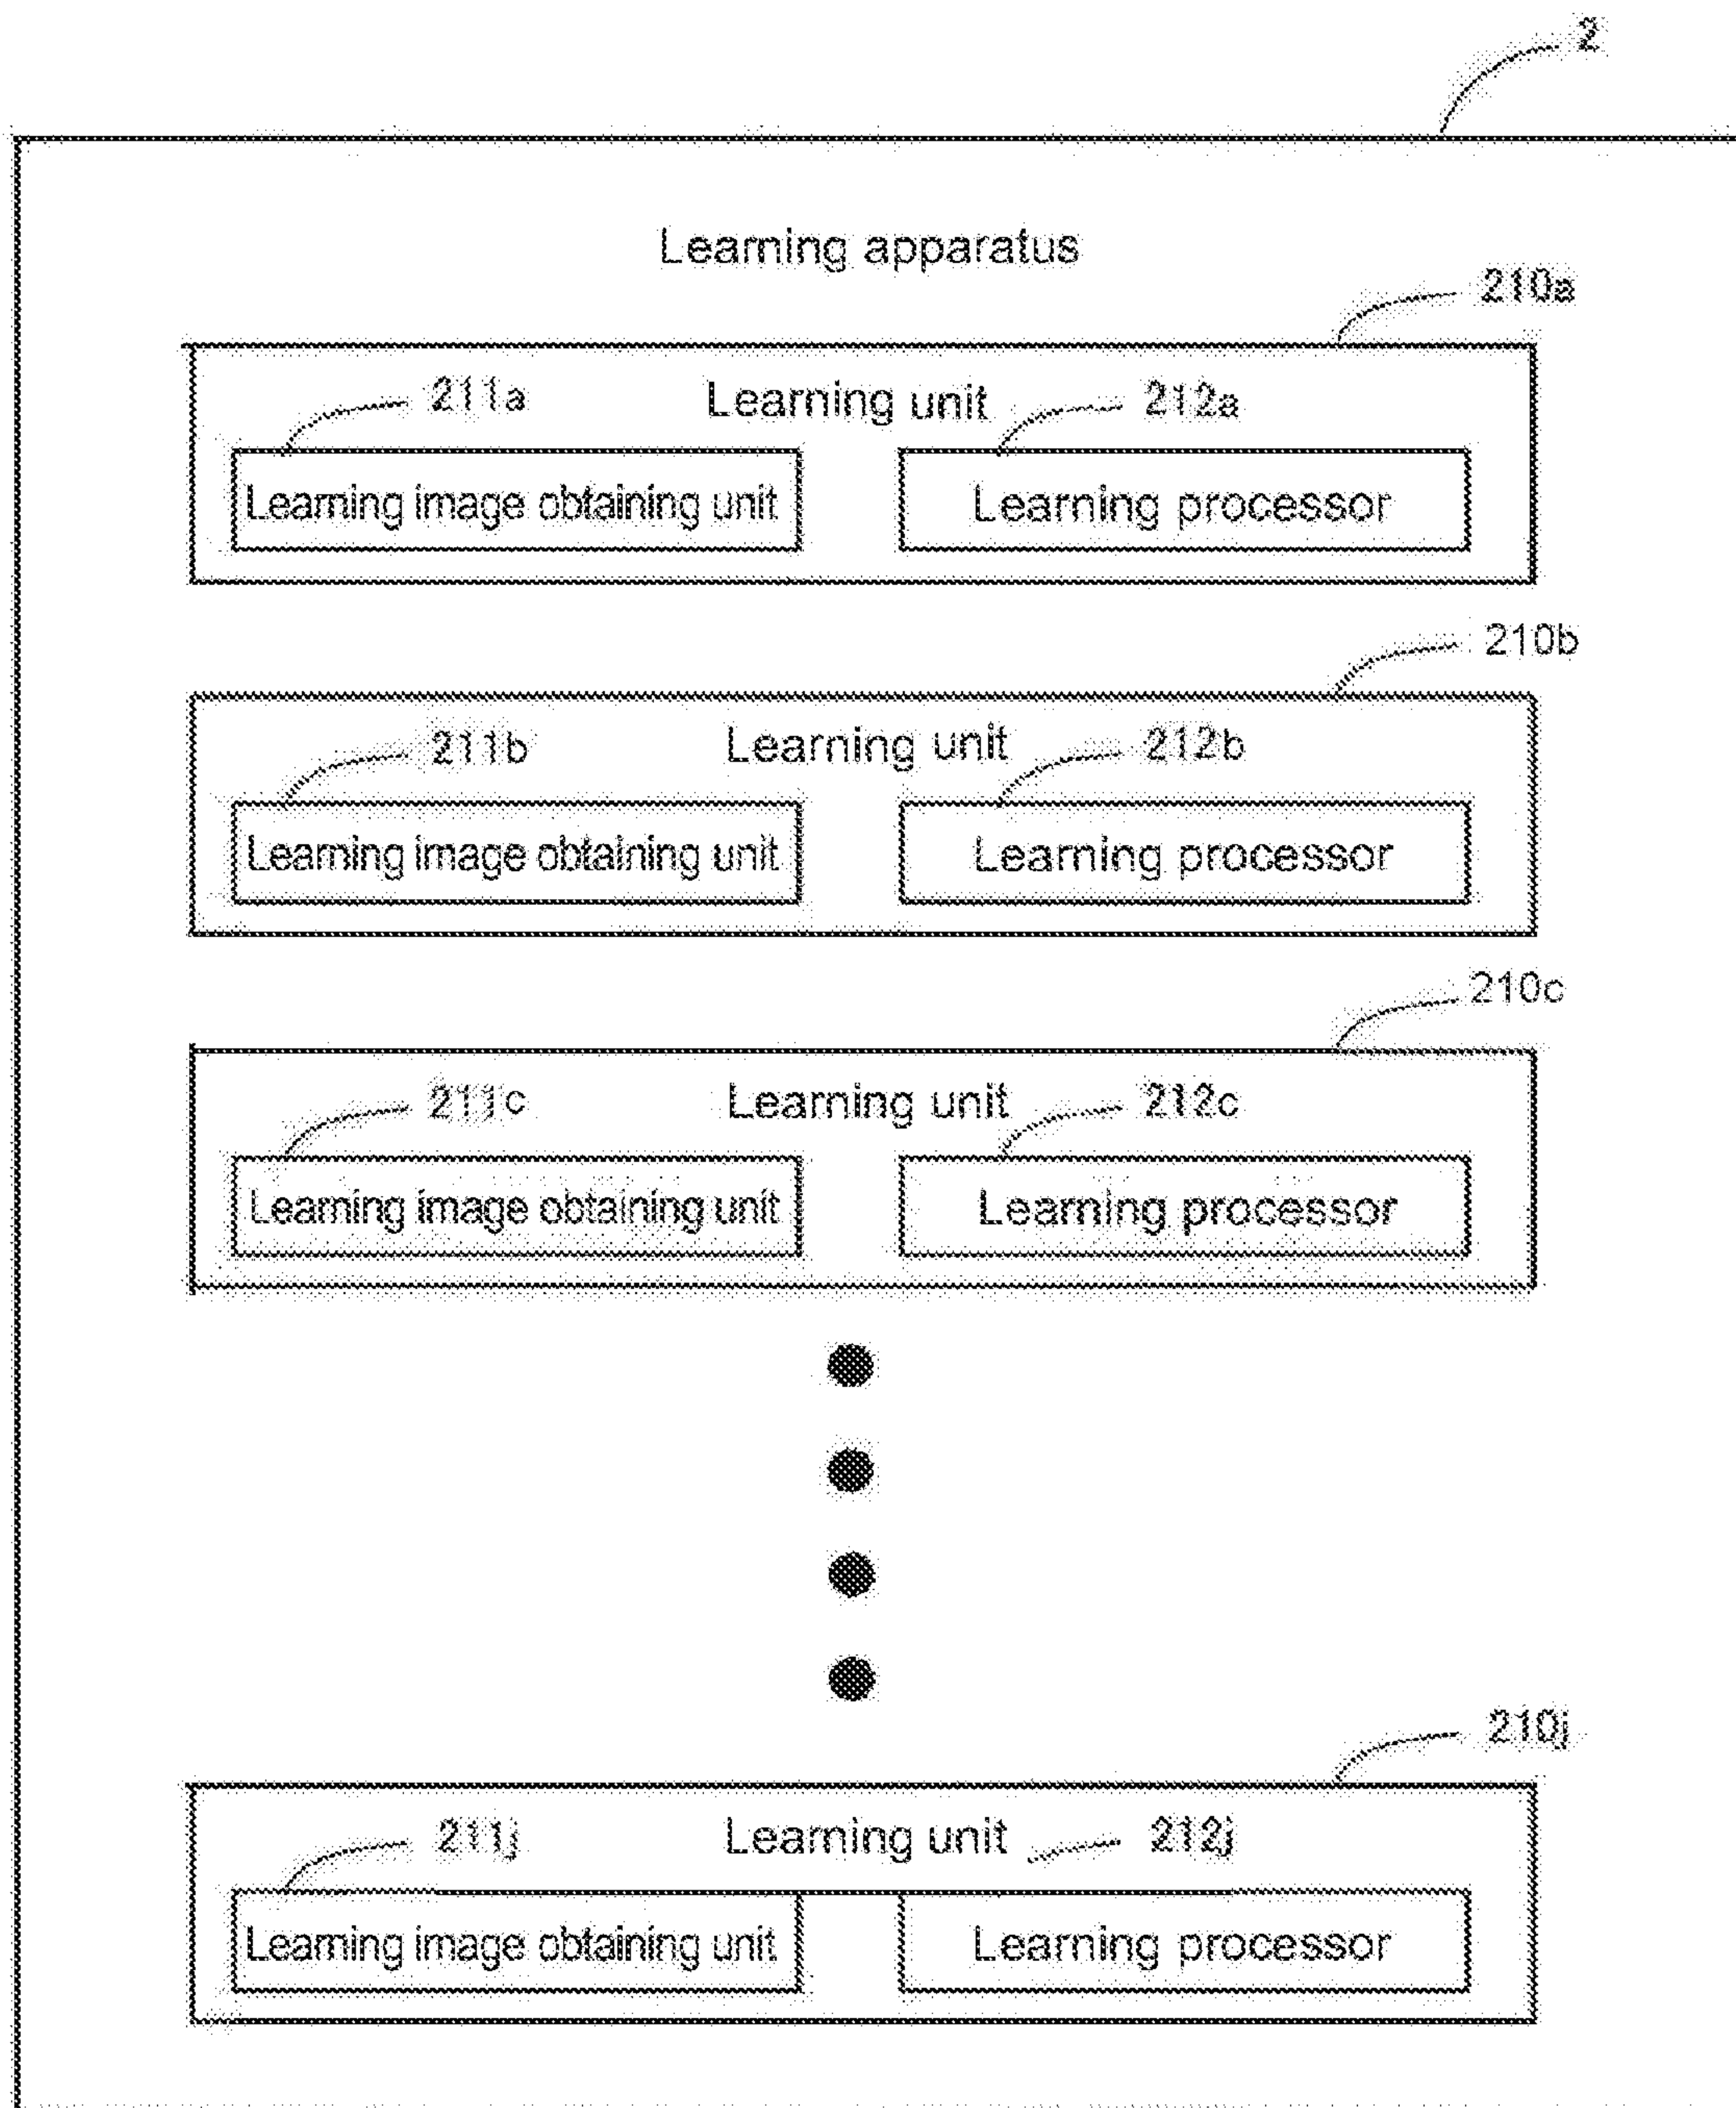 2
Learning apparatus
210a
211a Learning unit 212a
Learning image obtaining unit Learning processor
210b
211b Learning unit 212b
Learning image obtaining unit Learning processor
210c
211c Learning unit 212c
Learning image obtaining unit Learning processor
210j
211j Learning unit 212j
Learning image obtaining unit Learning processor